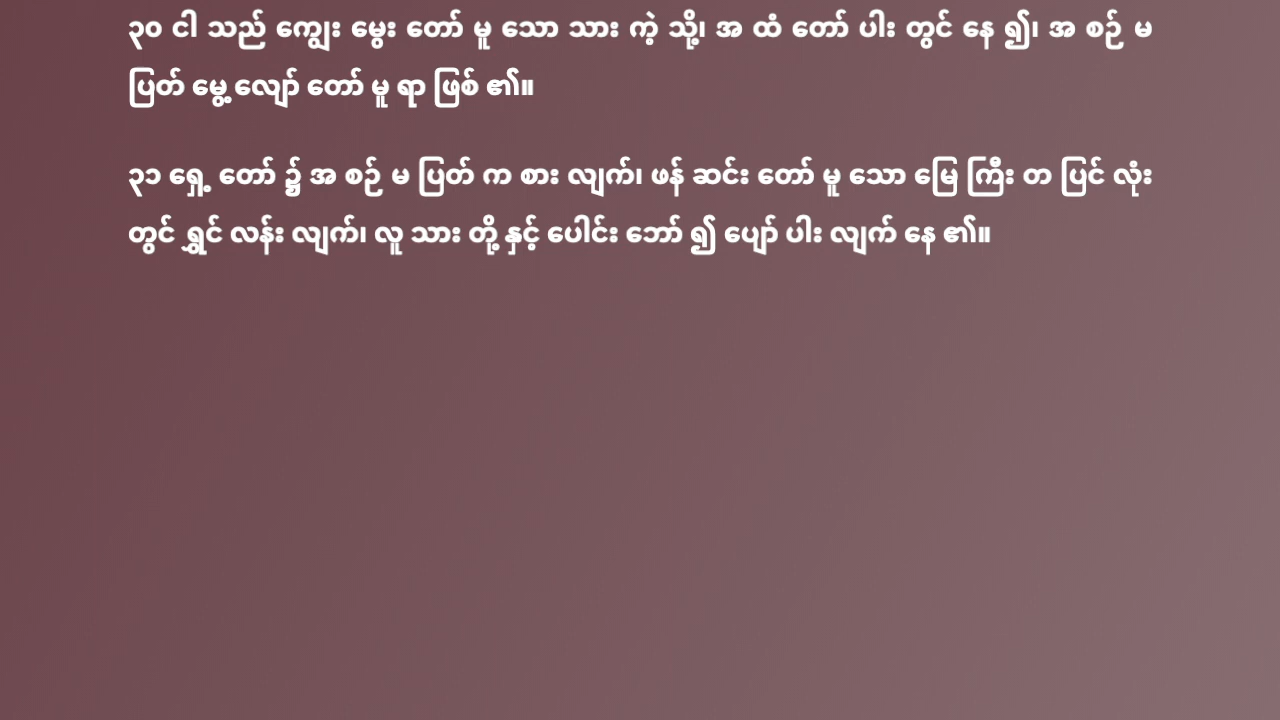 ၃၀ ငါ သည် ကျွေး မွေး တော် မူ သော သား ကဲ့ သို့၊ အ ထံ တော် ပါး တွင် နေ ၍၊ အ စဉ် မ
ပြတ် မွေ့ လျော် တော် မူ ရာ ဖြစ် ၏။
၃၁ ရှေ့ တော် ၌ အ စဉ် မ ပြတ် က စား လျက်၊ ဖန် ဆင်း တော် မူ သော မြေ ကြီး တ ပြင် လုံး
တွင် ရွှင် လန်း လျက်၊ လူ သား တို့ နှင့် ပေါင်း ဘော် ၍ ပျော် ပါး လျက် နေ ၏။